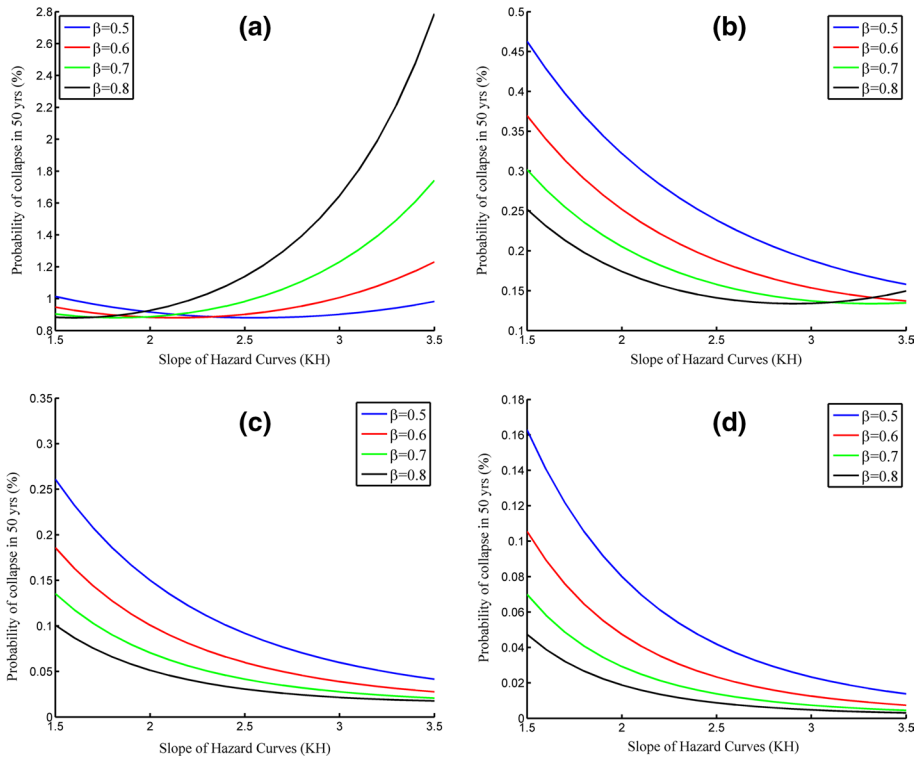 (a)
β=0.5
β=0.6
β=0.7
β=0.8
Probability of collapse in 50 yrs (%)
2.8
2.6
2.4
2.2
2
1.8
1.6
1.4
1.2
1
0.8
1.5
2
2.5
3
3.5
Slope of Hazard Curves (KH)
(b)
β=0.5
β=0.6
β=0.7
β=0.8
Probability of collapse in 50 yrs (%)
0.5
0.45
0.4
0.35
0.3
0.25
0.2
0.15
0.1
1.5
2
2.5
3
3.5
Slope of Hazard Curves (KH)
(c)
β=0.5
β=0.6
β=0.7
β=0.8
Probability of collapse in 50 yrs (%)
0.35
0.3
0.25
0.2
0.15
0.1
0.05
0
1.5
2
2.5
3
3.5
Slope of Hazard Curves (KH)
(d)
β=0.5
β=0.6
β=0.7
β=0.8
Probability of collapse in 50 yrs (%)
0.18
0.16
0.14
0.12
0.1
0.08
0.06
0.04
0.02
0
1.5
2
2.5
3
3.5
Slope of Hazard Curves (KH)